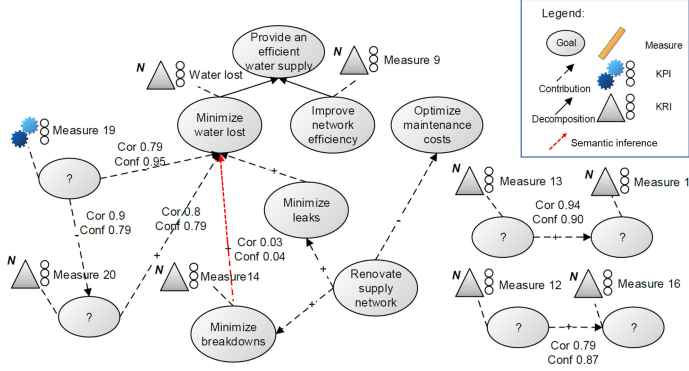 Provide an
efficient
water supply
N
Water lost
N
Measure 9
Minimize
water lost
Improve
network
efficiency
Optimize
maintenance
costs
Measure 19
Cor 0.79
Conf 0.95
?
+
Cor 0.9
Conf 0.79
-
Cor 0.8
Conf 0.79
+
+
Minimize
leaks
-
N
Measure 20
?
+
Cor 0.03
Conf 0.04
N
Measure14
+
Renovate
supply
network
+
Minimize
breakdowns
Legend:
Goal
Measure
Contribution
KPI
Decomposition
KRI
Semantic inference
N
Measure 13
N
Measure 1
Cor 0.94
Conf 0.90
?
+
?
N
Measure 12
N
Measure 16
?
+
?
Cor 0.79
Conf 0.87